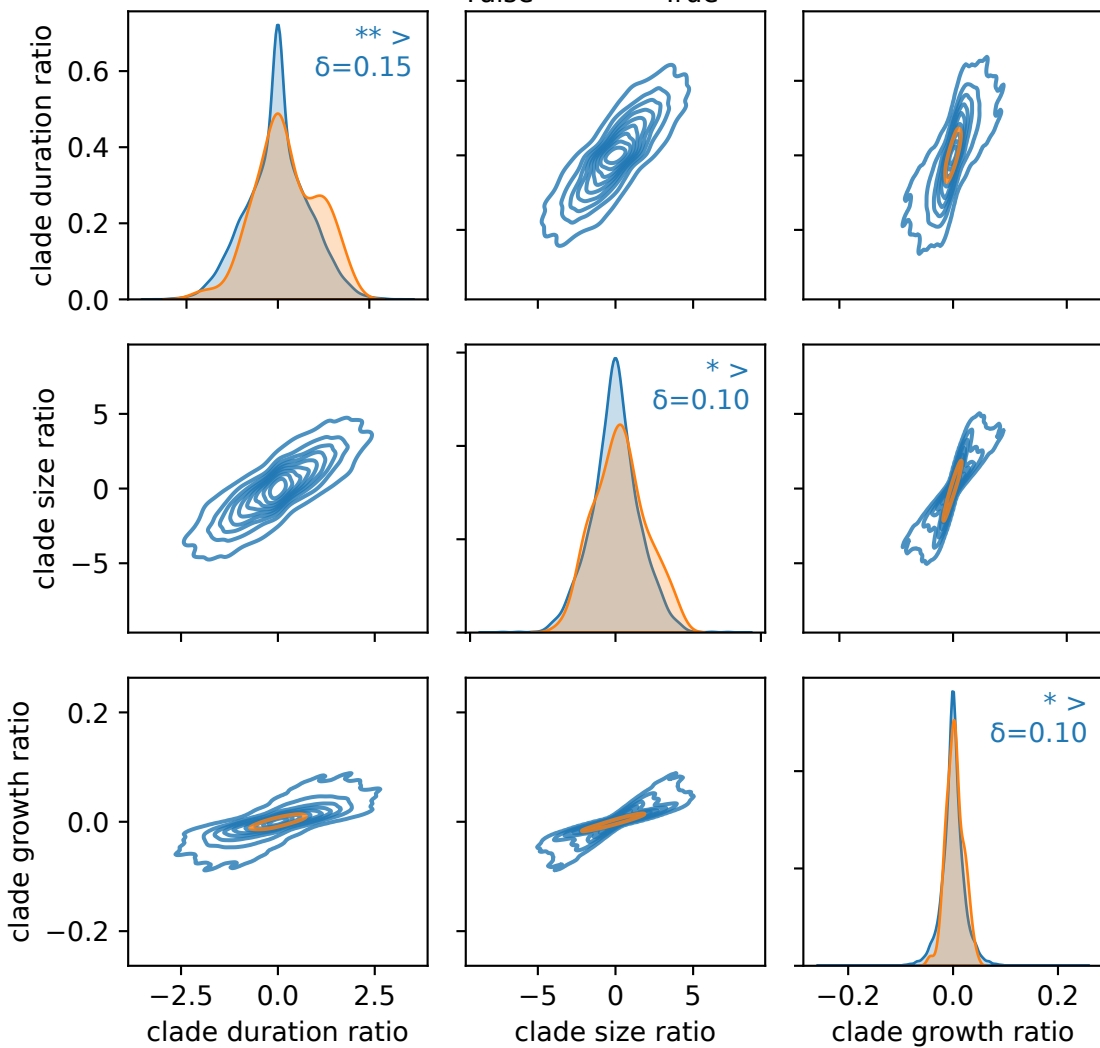 clade duration ratio
0.6
0.4
0.2
0.0
** >
δ=0.15
clade size ratio
5
0
−5
* >
δ=0.10
clade growth ratio
0.2
0.0
−0.2
* >
δ=0.10
−2.5 0.0 2.5
−5 0 5
−0.2 0.0 0.2
clade duration ratio
clade size ratio
clade growth ratio